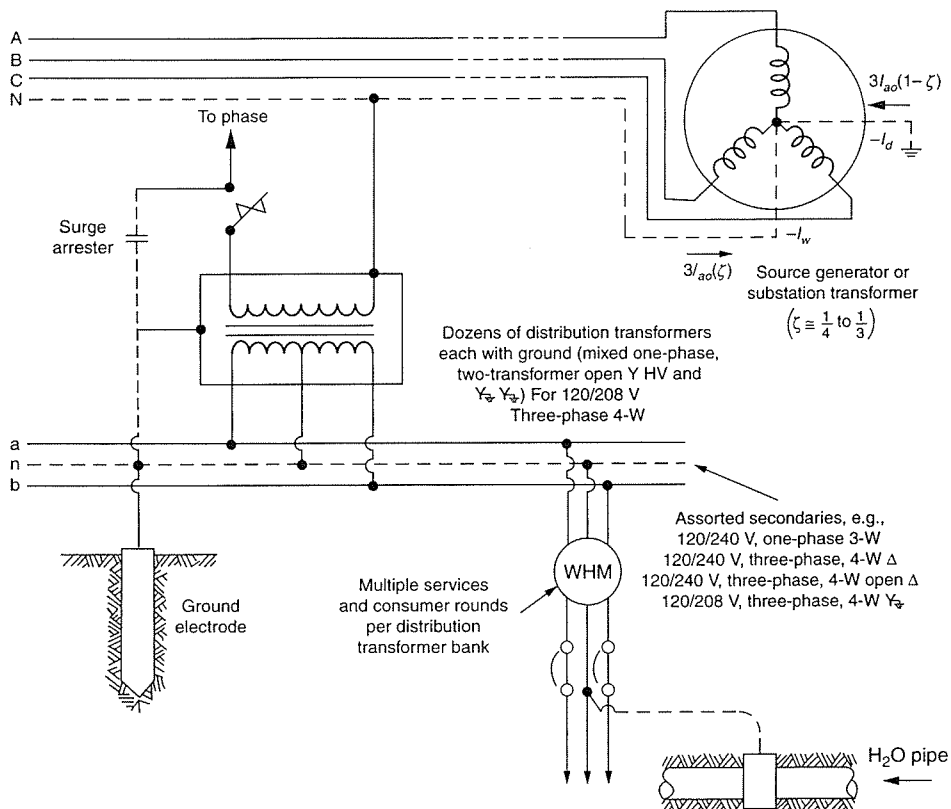 A
B
C
N
To phase
Surge
arrester
3I_ao(1−ζ)
−I_d
−I_w
3I_ao(ζ)
Source generator or
substation transformer
(ζ ≅ 1/4 to 1/3)
Dozens of distribution transformers
each with ground (mixed one-phase,
two-transformer open Y HV and
Y Y) For 120/208 V
Three-phase 4-W
a
n
b
Assorted secondaries, e.g.,
120/240 V, one-phase 3-W
120/240 V, three-phase, 4-W Δ
120/240 V, three-phase, 4-W open Δ
120/208 V, three-phase, 4-W Y
WHM
Multiple services
and consumer rounds
per distribution
transformer bank
Ground
electrode
H₂O pipe